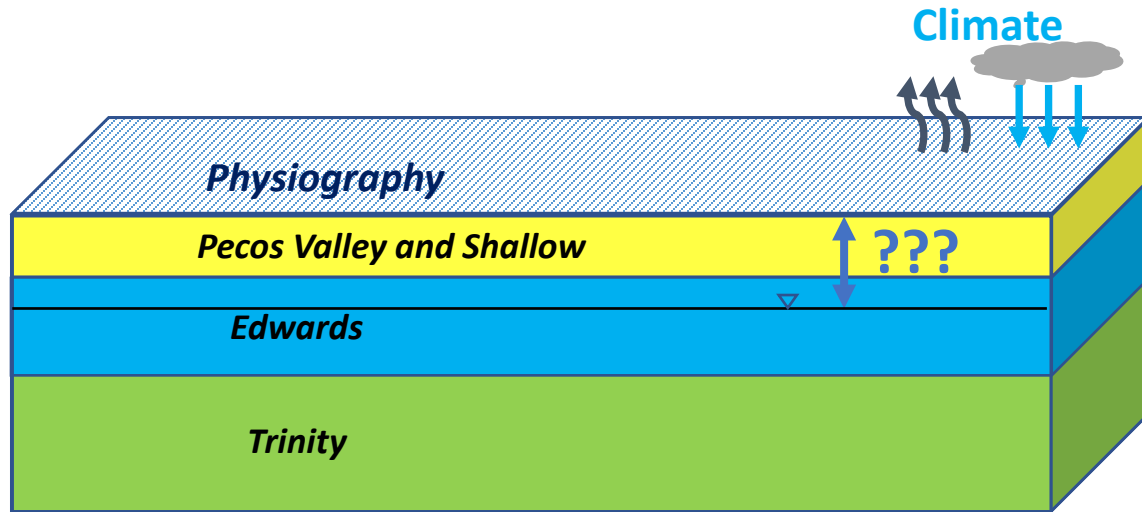 Climate
Physiography
Pecos Valley and Shallow
???
Edwards
Trinity